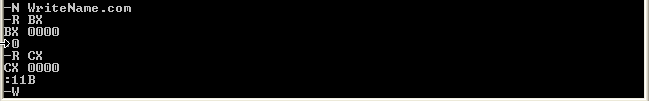 -N WriteName.com
-R BX
BX 0000
:0
-R CX
CX 0000
:11B
-W